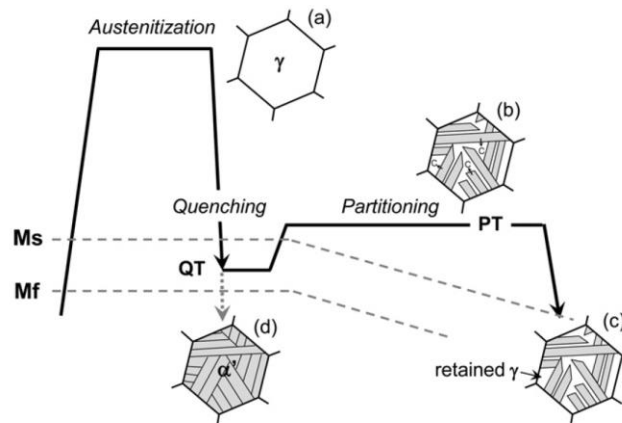 Austenitization
(a)
γ
(b)
c
c
c
Quenching
Partitioning
Ms
QT
PT
Mf
(d)
α'
(c)
retained γ